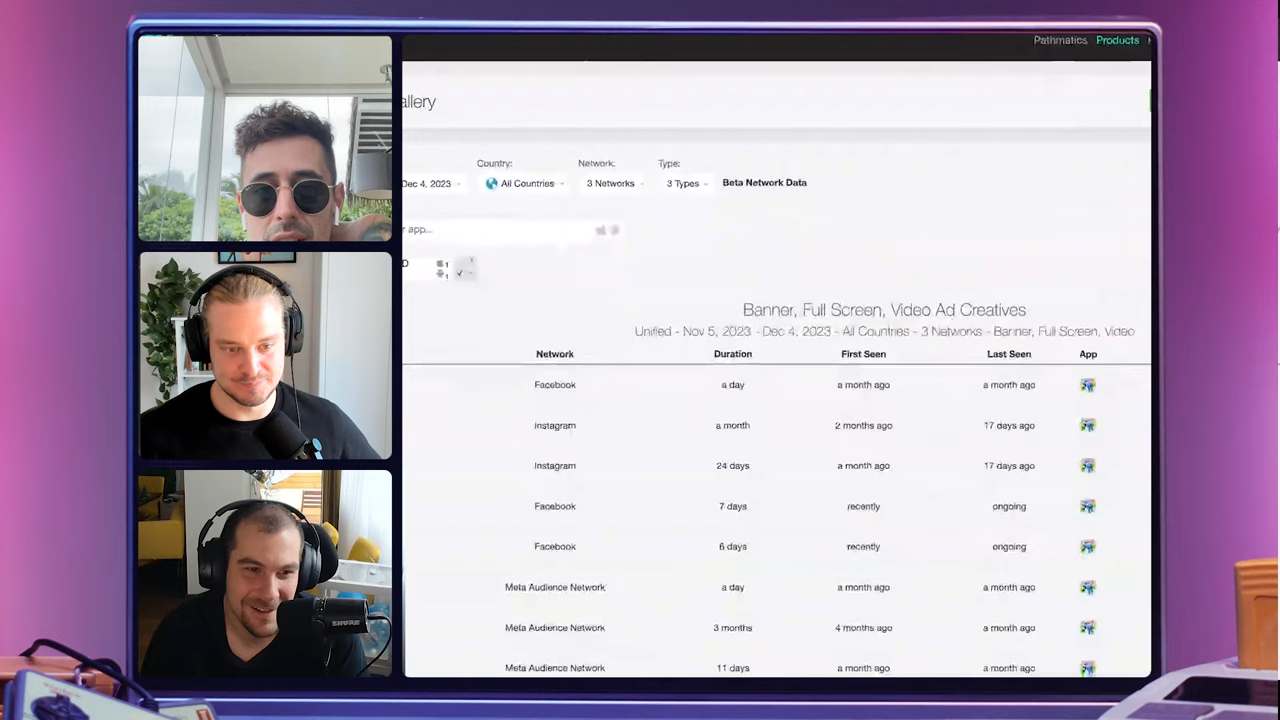 Pathmatics Products
allery
Country: Network: Type:
Dec 4, 2023 All Countries 3 Networks 3 Types Beta Network Data
r app...
Banner, Full Screen, Video Ad Creatives
Unified - Nov 5, 2023 - Dec 4, 2023 - All Countries - 3 Networks - Banner, Full Screen, Video
Network Duration First Seen Last Seen App
Facebook a day a month ago a month ago
Instagram a month 2 months ago 17 days ago
Instagram 24 days a month ago 17 days ago
Facebook 7 days recently ongoing
Facebook 6 days recently ongoing
Meta Audience Network a day a month ago a month ago
Meta Audience Network 3 months 4 months ago a month ago
Meta Audience Network 11 days a month ago a month ago
SHURE